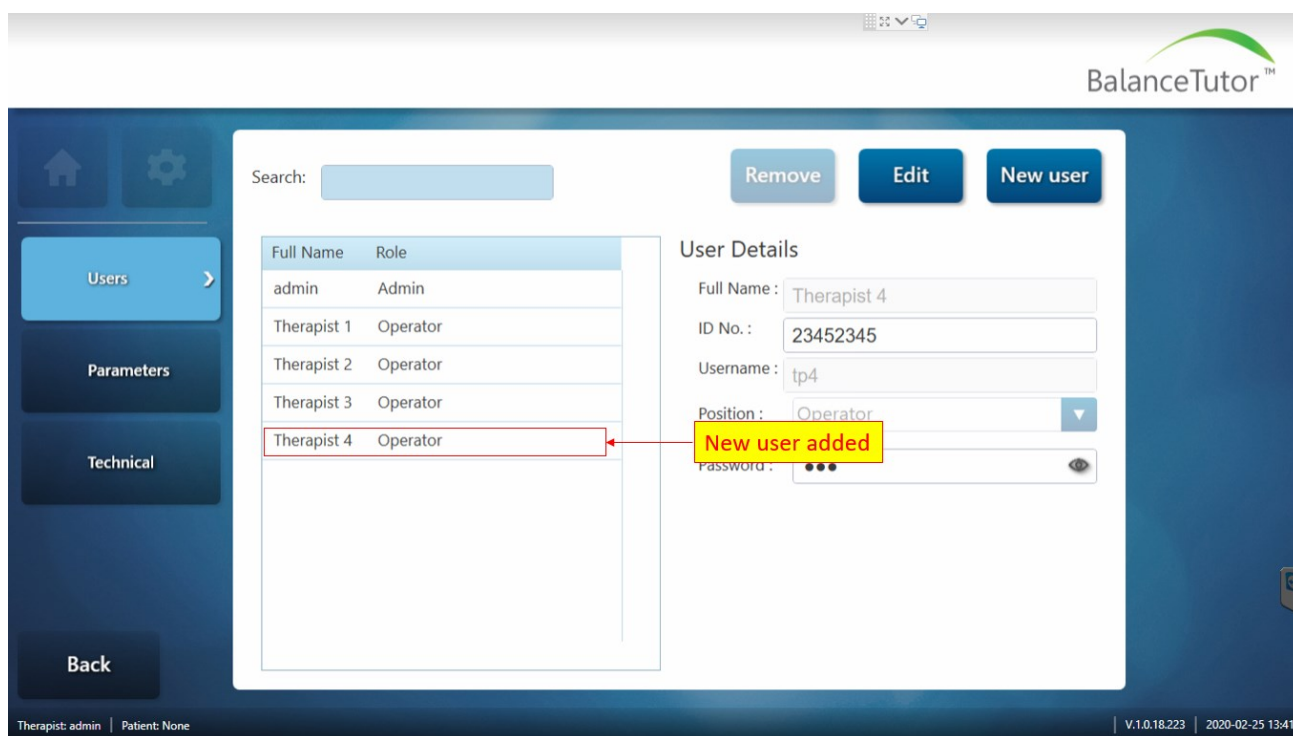 BalanceTutor™
Search:
Remove
Edit
New user
Users
Parameters
Technical
Back
Full Name Role
admin Admin
Therapist 1 Operator
Therapist 2 Operator
Therapist 3 Operator
Therapist 4 Operator
User Details
Full Name : Therapist 4
ID No. : 23452345
Username : tp4
Position : Operator
New user added
Password :
Therapist: admin | Patient: None
V.1.0.18.223 | 2020-02-25 13:41